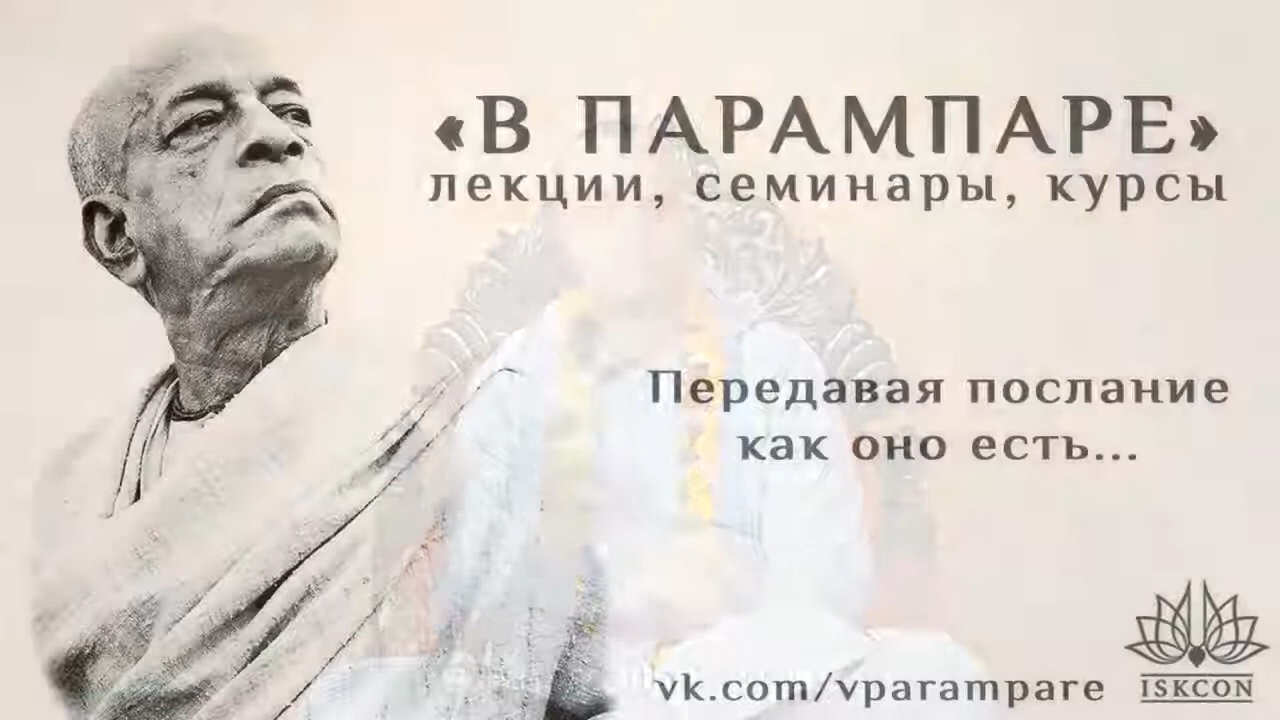 «В ПАРАМПАРЕ»
лекции, семинары, курсы
Передавая послание
как оно есть...
vk.com/vparampare
ISKCON